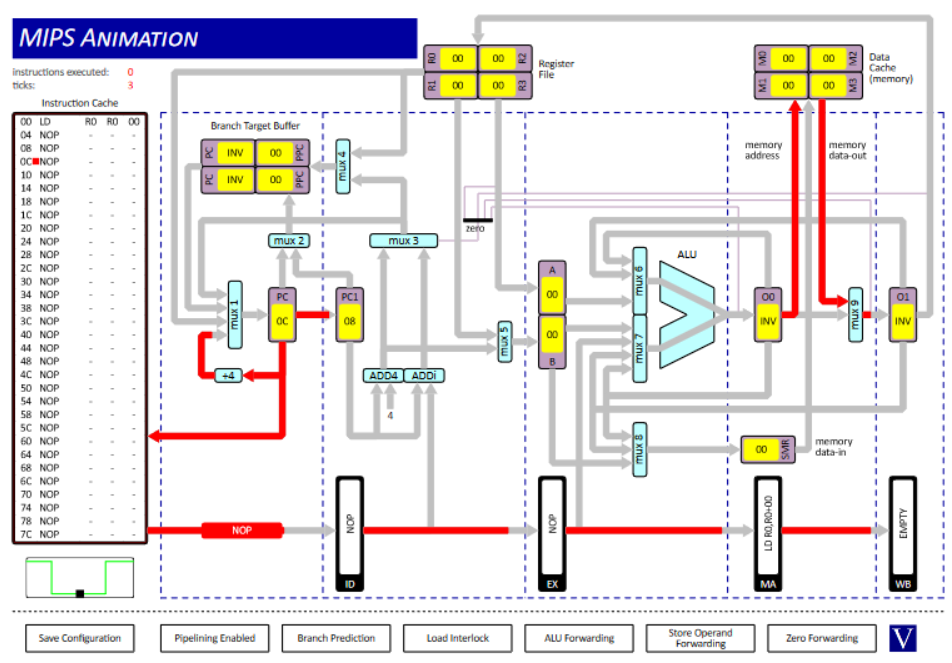 MIPS ANIMATION
instructions executed: 0
ticks: 3
Instruction Cache
00 LD R0 R0 00
04 NOP - - -
08 NOP - - -
0C NOP - - -
10 NOP - - -
14 NOP - - -
18 NOP - - -
1C NOP - - -
20 NOP - - -
24 NOP - - -
28 NOP - - -
2C NOP - - -
30 NOP - - -
34 NOP - - -
38 NOP - - -
3C NOP - - -
40 NOP - - -
44 NOP - - -
48 NOP - - -
4C NOP - - -
50 NOP - - -
54 NOP - - -
58 NOP - - -
5C NOP - - -
60 NOP - - -
64 NOP - - -
68 NOP - - -
6C NOP - - -
70 NOP - - -
74 NOP - - -
78 NOP - - -
7C NOP - - -
R0 00 00 R2
R1 00 00 R3
Register
File
M0 00 00 M2
M1 00 00 M3
Data
Cache
(memory)
Branch Target Buffer
PC INV 00 PPC
PC INV 00 PPC
mux 4
memory
address
memory
data-out
zero
mux 2
mux 3
mux 1
PC
0C
PC1
08
+4
ADD4
ADDi
4
mux 5
A
00
00
B
mux 6
mux 7
ALU
O0
INV
mux 9
O1
INV
mux 8
00 SMR
memory
data-in
NOP
NOP
ID
NOP
EX
LD R0,R0+00
MA
EMPTY
WB
Save Configuration
Pipelining Enabled
Branch Prediction
Load Interlock
ALU Forwarding
Store Operand
Forwarding
Zero Forwarding
V